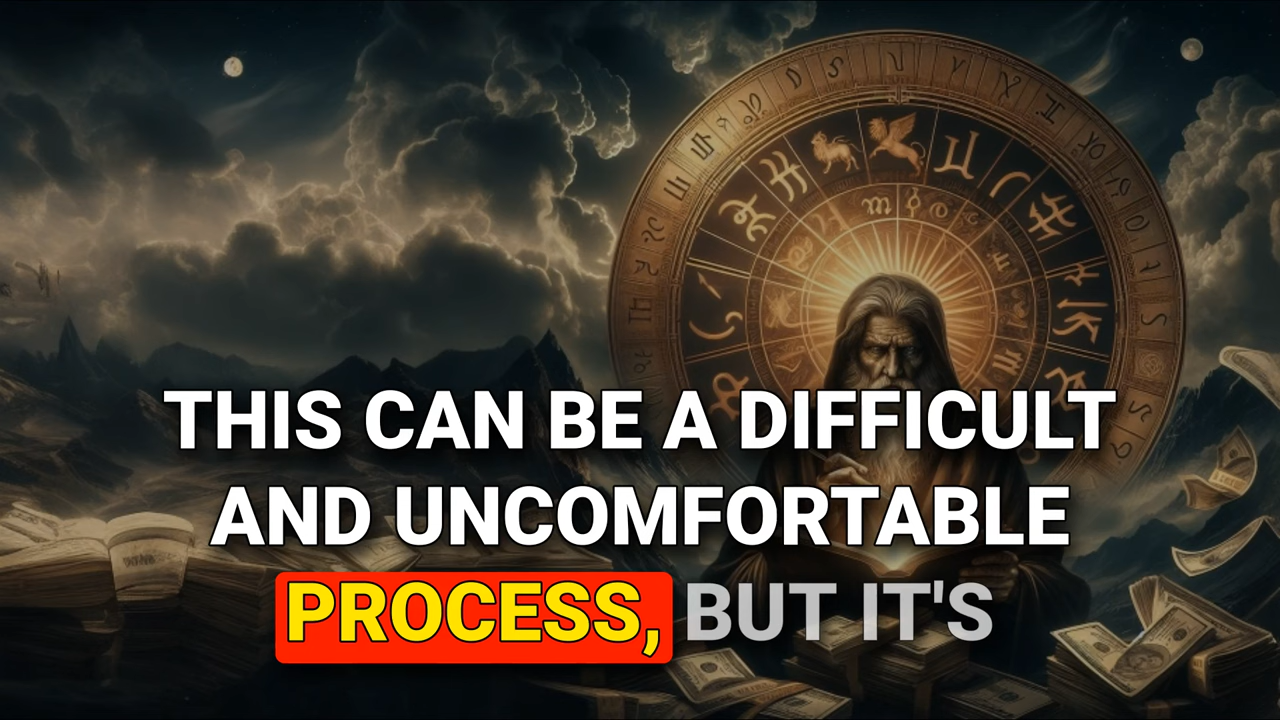 THIS CAN BE A DIFFICULT
AND UNCOMFORTABLE
PROCESS, BUT IT'S